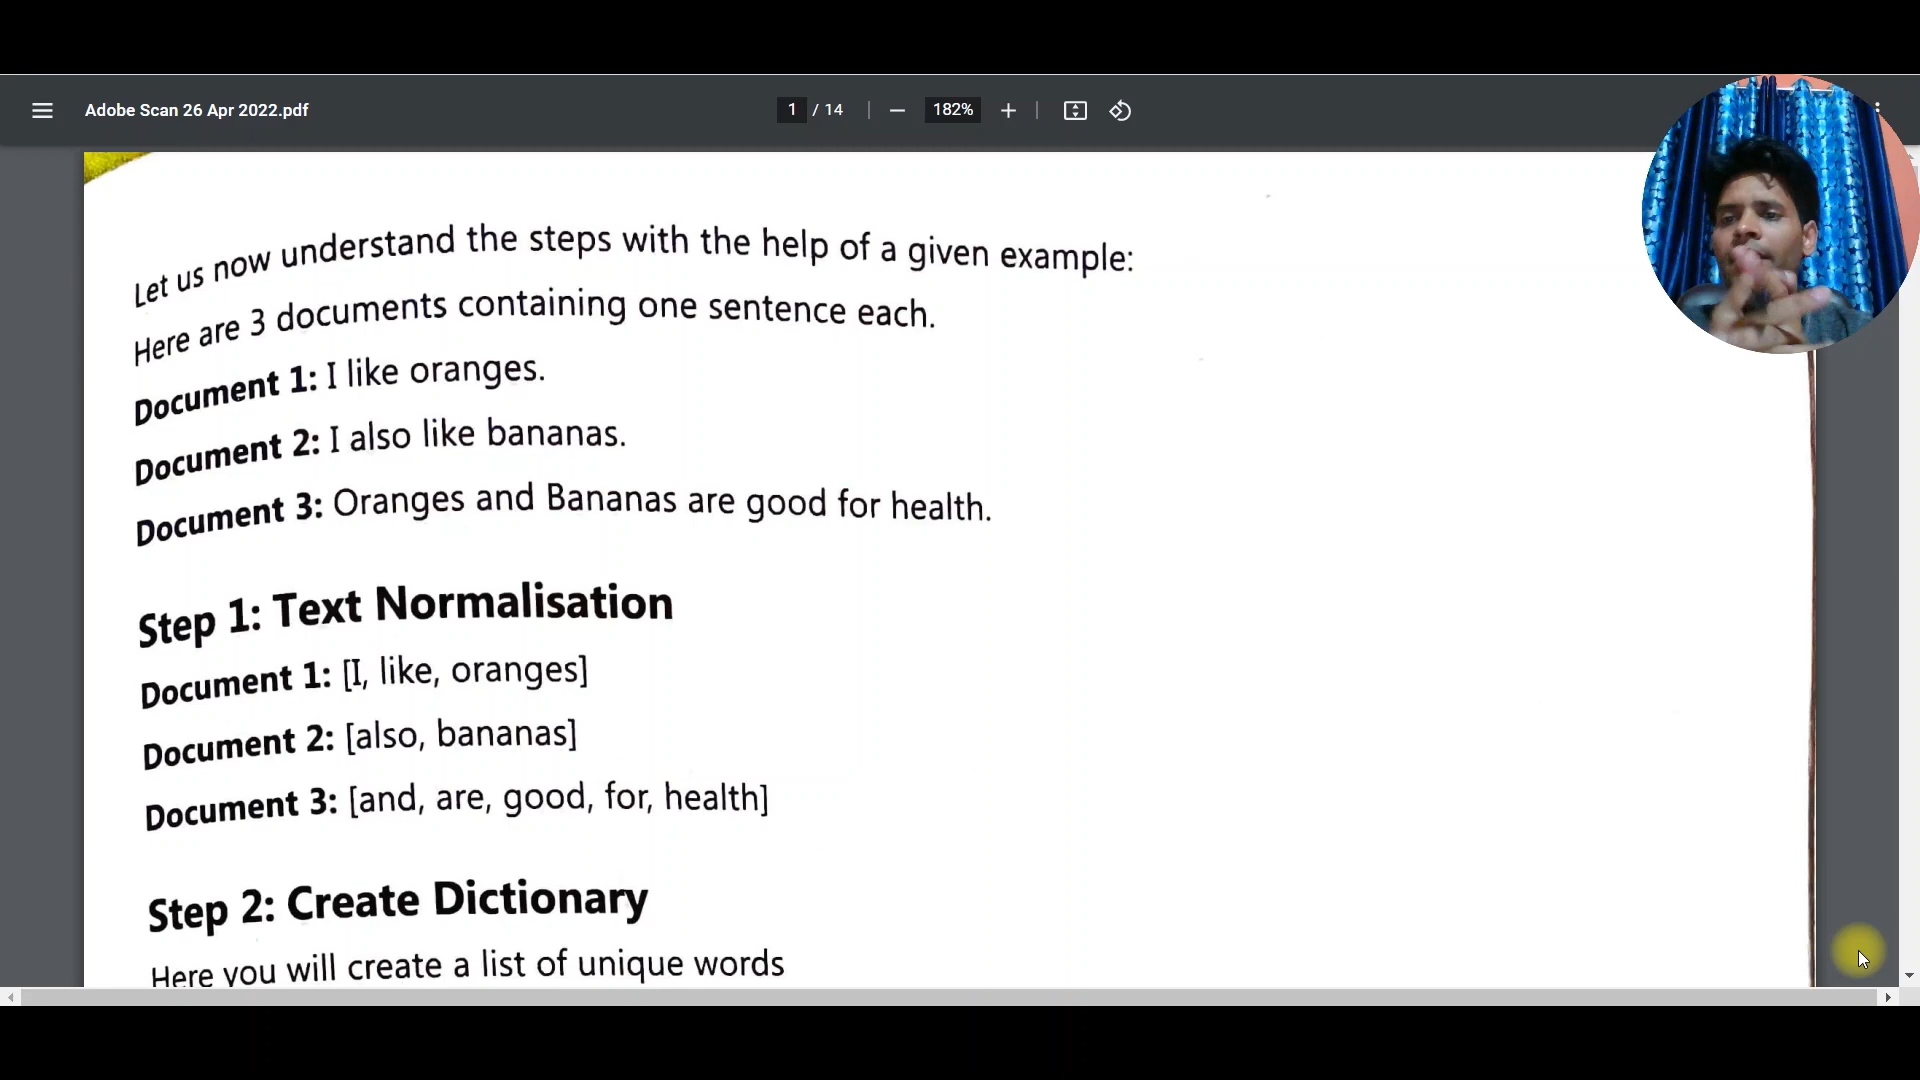 Adobe Scan 26 Apr 2022.pdf
1 / 14
182%
Let us now understand the steps with the help of a given example:
Here are 3 documents containing one sentence each.
Document 1: I like oranges.
Document 2: I also like bananas.
Document 3: Oranges and Bananas are good for health.
Step 1: Text Normalisation
Document 1: [I, like, oranges]
Document 2: [also, bananas]
Document 3: [and, are, good, for, health]
Step 2: Create Dictionary
Here you will create a list of unique words